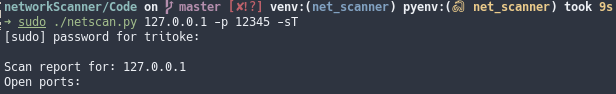 networkScanner/Code on master [✘!?] venv:(net_scanner) pyenv:(🐍 net_scanner) took 9s
➜ sudo ./netscan.py 127.0.0.1 -p 12345 -sT
[sudo] password for tritoke:
Scan report for: 127.0.0.1
Open ports: